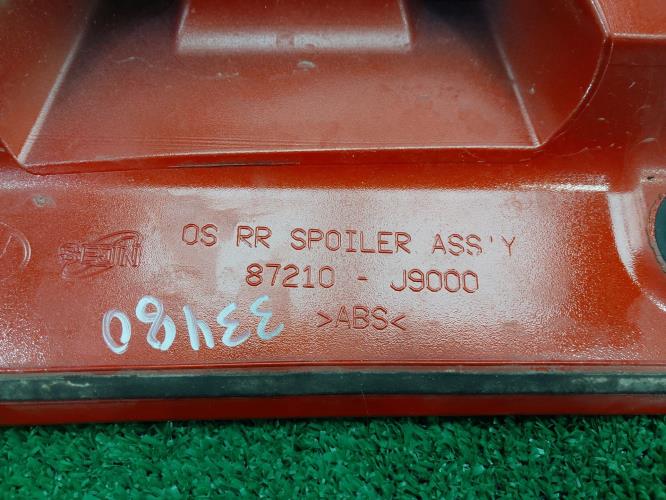 OS RR SPOILER ASS'Y
87210 - J9000
>ABS<
33480